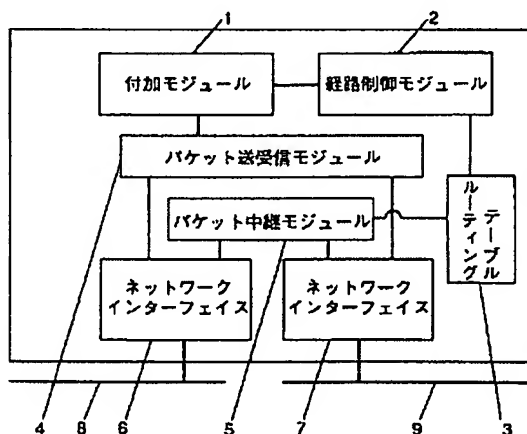 1
2
付加モジュール
経路制御モジュール
パケット送受信モジュール
パケット中継モジュール
ルーティング
テーブル
ネットワーク
インターフェイス
ネットワーク
インターフェイス
4
8
6
5
7
9
3